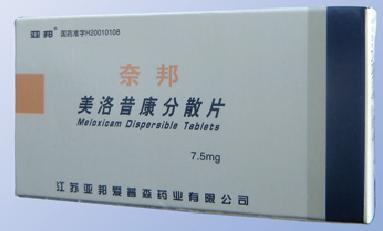 亚邦® 国药准字H20010108
奈邦
美洛昔康分散片
Meloxicam Dispersible Tablets
7.5mg
江苏亚邦爱普森药业有限公司